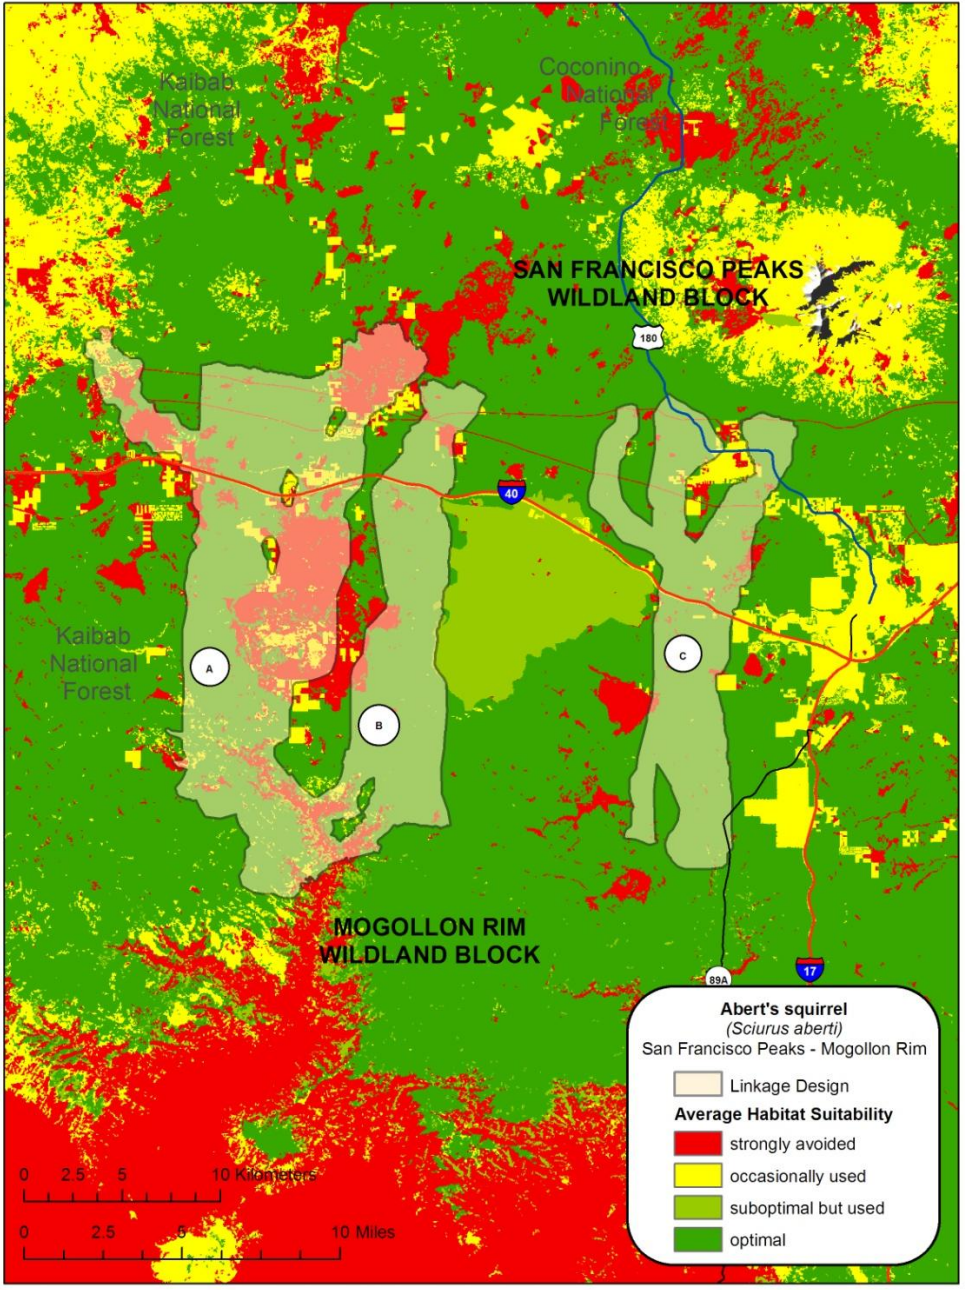 Kaibab
National
Forest
Coconino
National
Forest
SAN FRANCISCO PEAKS
WILDLAND BLOCK
180
40
Kaibab
National
Forest
A
B
C
MOGOLLON RIM
WILDLAND BLOCK
89A
17
Abert's squirrel
(Sciurus aberti)
San Francisco Peaks - Mogollon Rim
Linkage Design
Average Habitat Suitability
strongly avoided
occasionally used
suboptimal but used
optimal
0 2.5 5 10 Kilometers
0 2.5 5 10 Miles